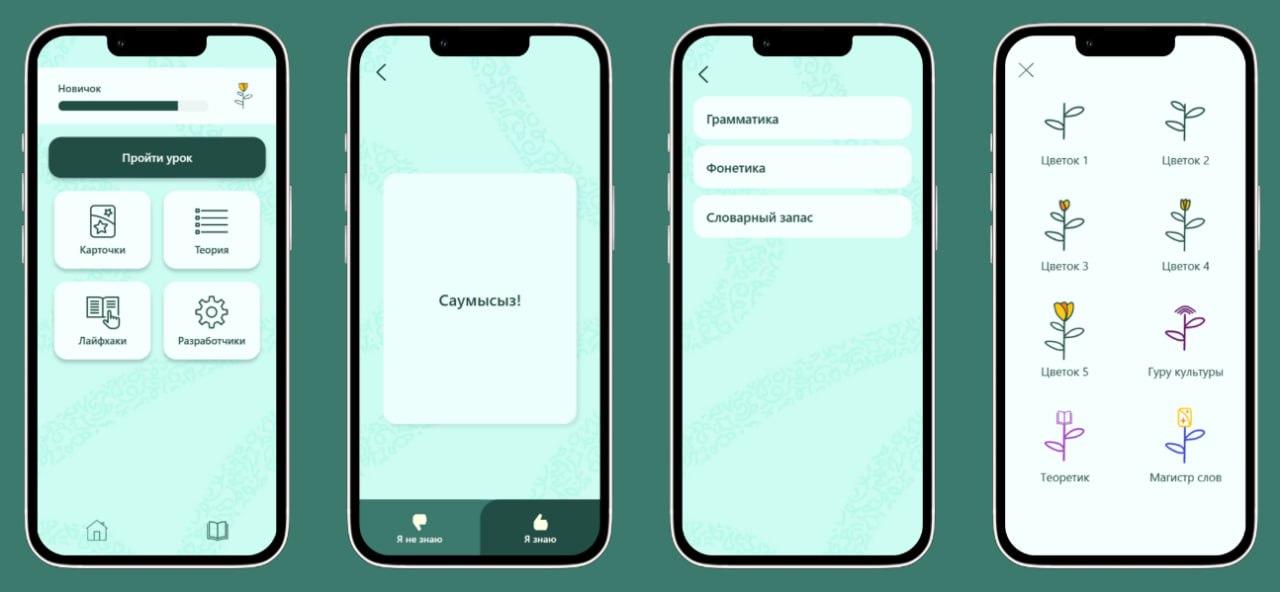 Новичок
Пройти урок
Карточки
Теория
Лайфхаки
Разработчики
Саумысыз!
Я не знаю
Я знаю
Грамматика
Фонетика
Словарный запас
Цветок 1
Цветок 2
Цветок 3
Цветок 4
Цветок 5
Гуру культуры
Теоретик
Магистр слов